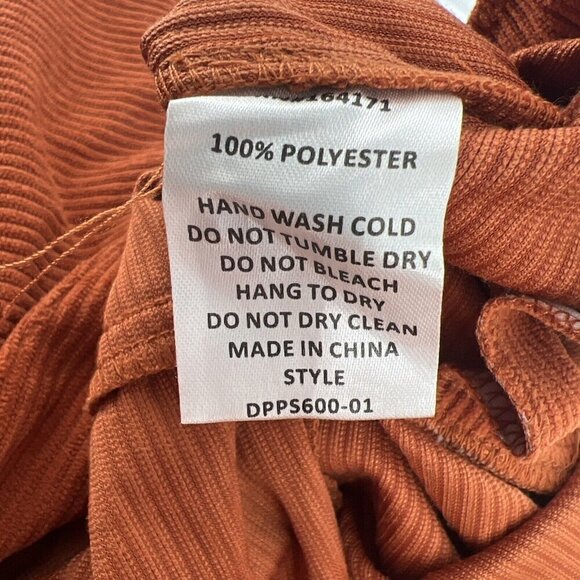 164171
100% POLYESTER
HAND WASH COLD
DO NOT TUMBLE DRY
DO NOT BLEACH
HANG TO DRY
DO NOT DRY CLEAN
MADE IN CHINA
STYLE
DPPS600-01